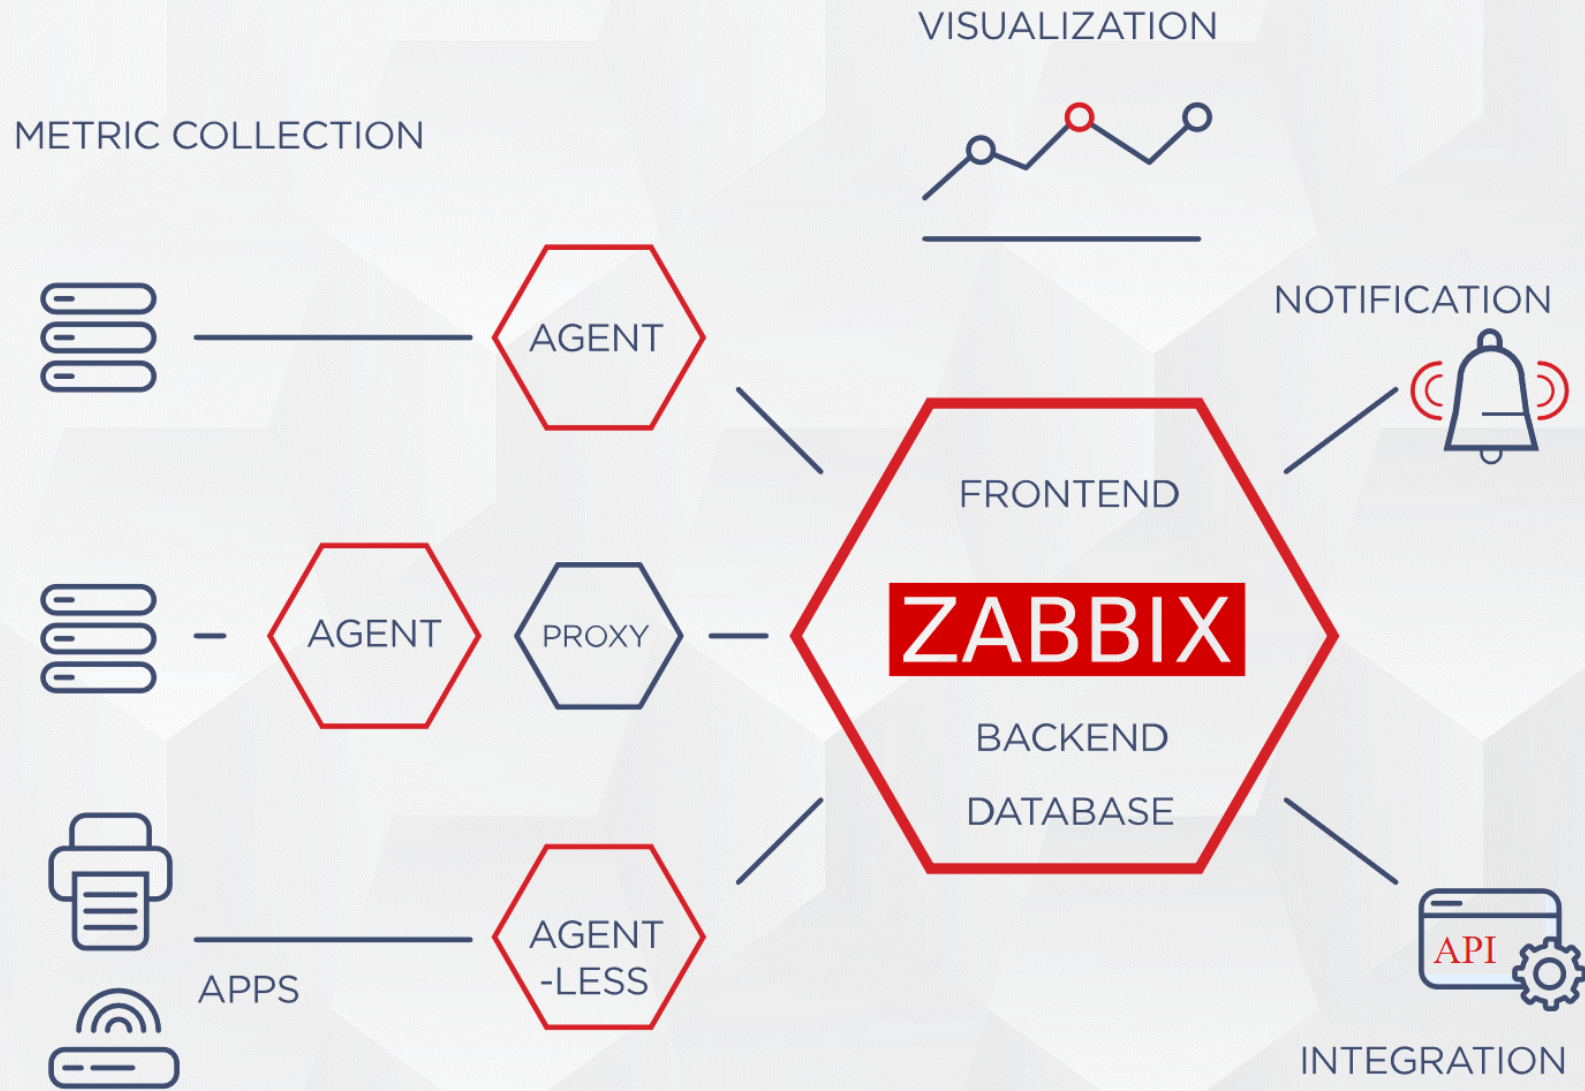 VISUALIZATION
METRIC COLLECTION
AGENT
NOTIFICATION
FRONTEND
ZABBIX
BACKEND
DATABASE
AGENT
PROXY
AGENT
-LESS
APPS
API
INTEGRATION